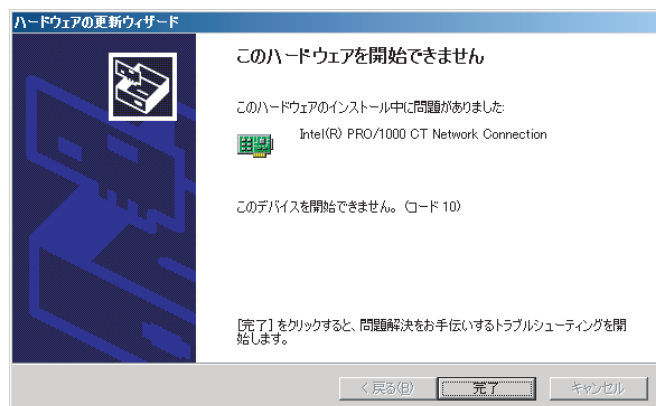 ハードウェアの更新ウィザード
このハードウェアを開始できません
このハードウェアのインストール中に問題がありました:
Intel(R) PRO/1000 CT Network Connection
このデバイスを開始できません。 (コード 10)
[完了] をクリックすると、問題解決をお手伝いするトラブルシューティングを開
始します。
< 戻る(B)
完了
キャンセル